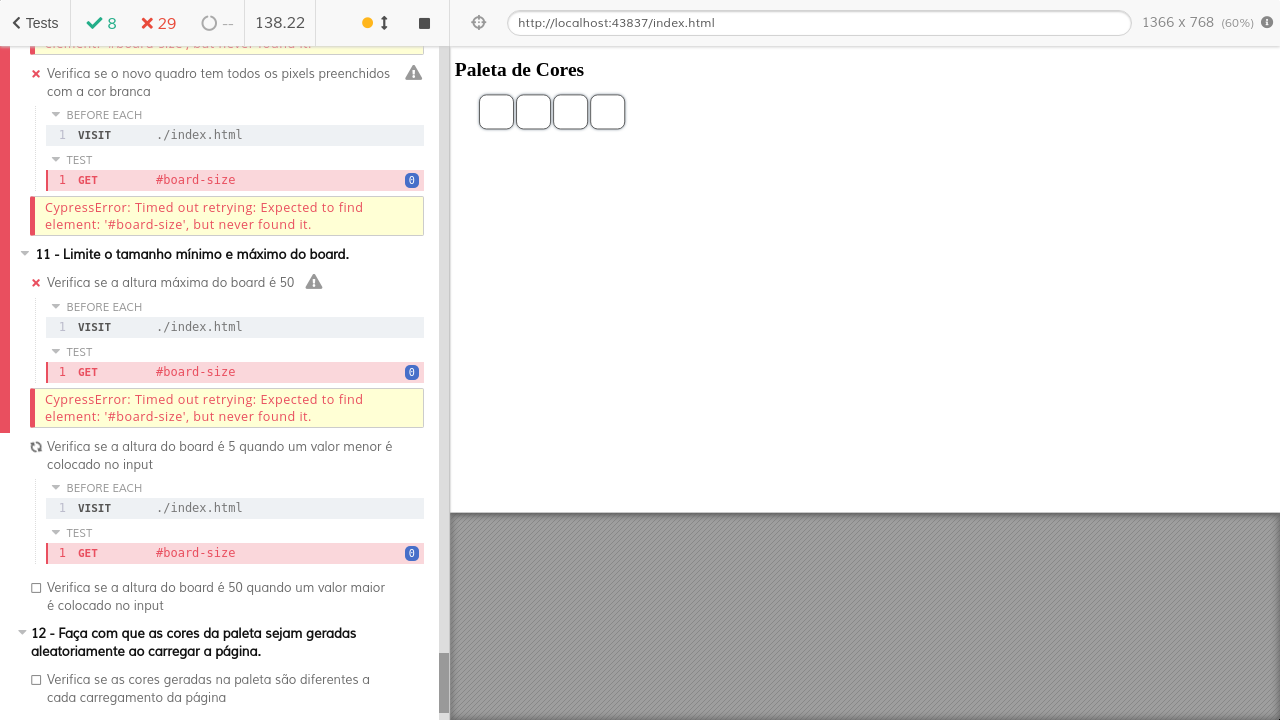 Tests
8
29
--
138.22
http://localhost:43837/index.html
1366 x 768 (60%)
element: '#board-size', but never found it.
Verifica se o novo quadro tem todos os pixels preenchidos
com a cor branca
BEFORE EACH
1 VISIT ./index.html
TEST
1 GET #board-size 0
CypressError: Timed out retrying: Expected to find
element: '#board-size', but never found it.
11 - Limite o tamanho mínimo e máximo do board.
Verifica se a altura máxima do board é 50
BEFORE EACH
1 VISIT ./index.html
TEST
1 GET #board-size 0
CypressError: Timed out retrying: Expected to find
element: '#board-size', but never found it.
Verifica se a altura do board é 5 quando um valor menor é
colocado no input
BEFORE EACH
1 VISIT ./index.html
TEST
1 GET #board-size 0
Verifica se a altura do board é 50 quando um valor maior
é colocado no input
12 - Faça com que as cores da paleta sejam geradas
aleatoriamente ao carregar a página.
Verifica se as cores geradas na paleta são diferentes a
cada carregamento da página
Paleta de Cores